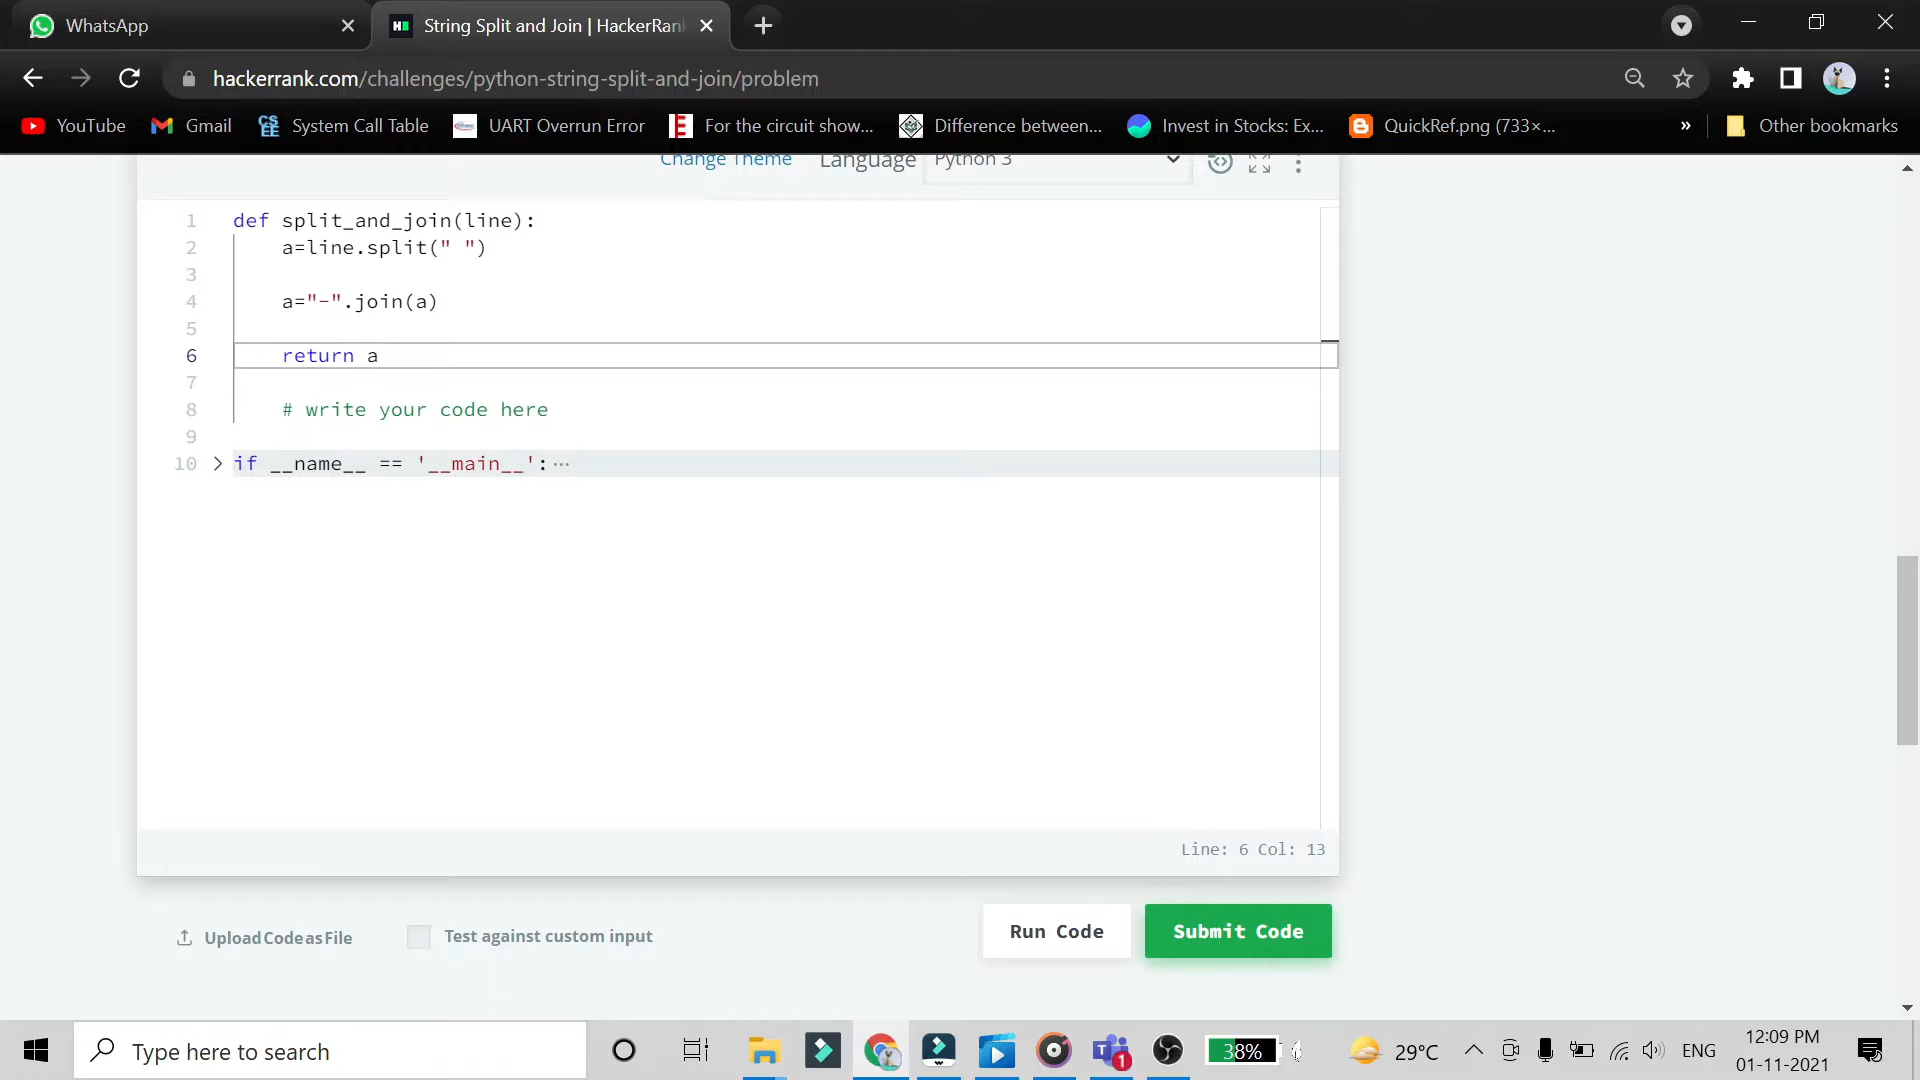 WhatsApp
String Split and Join | HackerRan
hackerrank.com/challenges/python-string-split-and-join/problem
YouTube
Gmail
System Call Table
UART Overrun Error
For the circuit show...
Difference between...
Invest in Stocks: Ex...
QuickRef.png (733×...
»
Other bookmarks
Change Theme
Language
Python 3
1 def split_and_join(line):
2 a=line.split(" ")
3
4 a="-".join(a)
5
6 return a
7
8 # write your code here
9
10 if __name__ == '__main__':···
Line: 6 Col: 13
Upload Code as File
Test against custom input
Run Code
Submit Code
Type here to search
1
38%
29°C
ENG
12:09 PM
01-11-2021